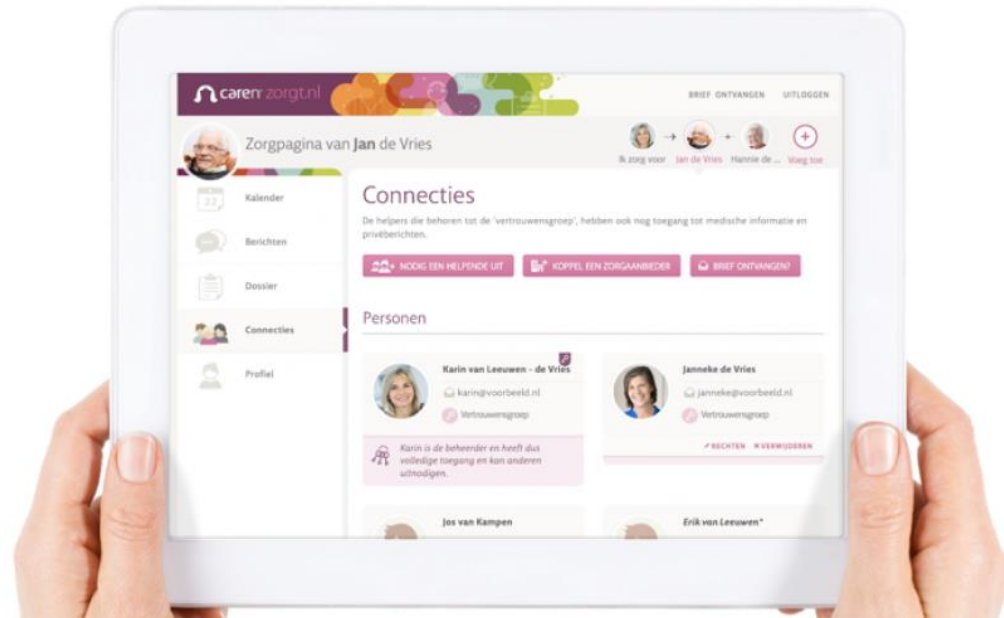 carenzorgt.nl
BRIEF ONTVANGEN UITLOGGEN
Zorgpagina van Jan de Vries
Ik zorg voor Jan de Vries Hannie de ... Voeg toe
22
Kalender
Berichten
Dossier
Connecties
Profiel
Connecties
De helpers die behoren tot de 'vertrouwensgroep', hebben ook nog toegang tot medische informatie en
privéberichten.
NODIG EEN HELPENDE UIT
KOPPEL EEN ZORGAANBIEDER
BRIEF ONTVANGEN?
Personen
Karin van Leeuwen - de Vries
karin@voorbeeld.nl
Vertrouwensgroep
Karin is de beheerder en heeft dus
volledige toegang en kan anderen
uitnodigen.
Janneke de Vries
janneke@voorbeeld.nl
Vertrouwensgroep
RECHTEN VERWIJDEREN
Jos van Kampen
Erik van Leeuwen*